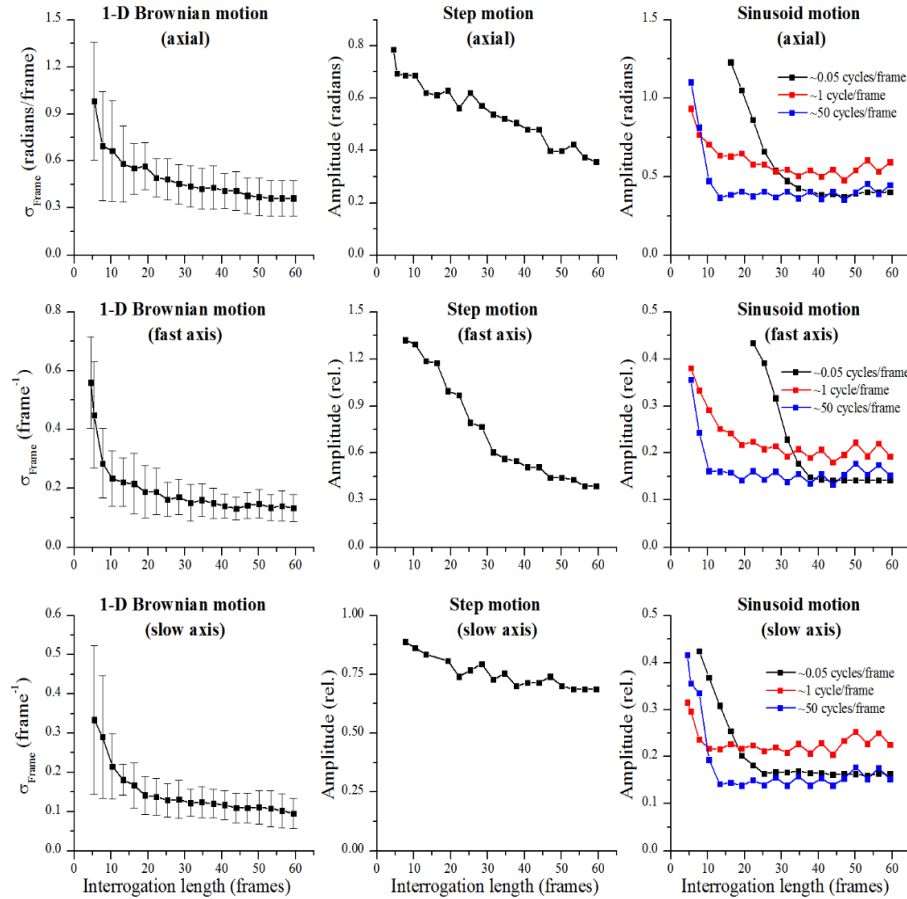 1-D Brownian motion
(axial)
σFrame (radians/frame)
1.5
1.2
0.9
0.6
0.3
0.0
0 10 20 30 40 50 60
Step motion
(axial)
Amplitude (radians)
0.8
0.6
0.4
0.2
0.0
0 10 20 30 40 50 60
Sinusoid motion
(axial)
~0.05 cycles/frame
~1 cycle/frame
~50 cycles/frame
Amplitude (radians)
1.5
1.0
0.5
0.0
0 10 20 30 40 50 60
1-D Brownian motion
(fast axis)
σFrame (frame⁻¹)
0.8
0.6
0.4
0.2
0.0
0 10 20 30 40 50 60
Step motion
(fast axis)
Amplitude (rel.)
1.5
1.2
0.9
0.6
0.3
0.0
0 10 20 30 40 50 60
Sinusoid motion
(fast axis)
~0.05 cycles/frame
~1 cycle/frame
~50 cycles/frame
Amplitude (rel.)
0.5
0.4
0.3
0.2
0.1
0.0
0 10 20 30 40 50 60
1-D Brownian motion
(slow axis)
σFrame (frame⁻¹)
0.6
0.5
0.4
0.3
0.2
0.1
0.0
0 10 20 30 40 50 60
Interrogation length (frames)
Step motion
(slow axis)
Amplitude (rel.)
1.00
0.75
0.50
0.25
0.00
0 10 20 30 40 50 60
Interrogation length (frames)
Sinusoid motion
(slow axis)
~0.05 cycles/frame
~1 cycle/frame
~50 cycles/frame
Amplitude (rel.)
0.5
0.4
0.3
0.2
0.1
0.0
0 10 20 30 40 50 60
Interrogation length (frames)